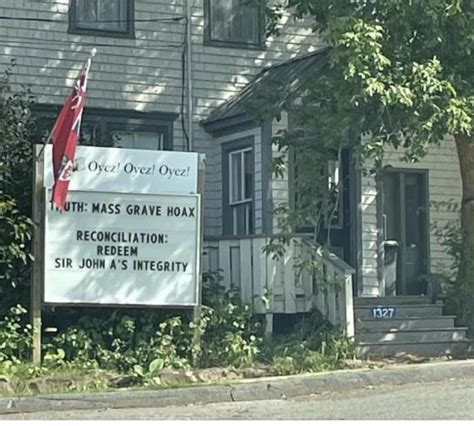 Oyez! Oyez! Oyez!
TRUTH: MASS GRAVE HOAX
RECONCILIATION:
REDEEM
SIR JOHN A'S INTEGRITY
1327